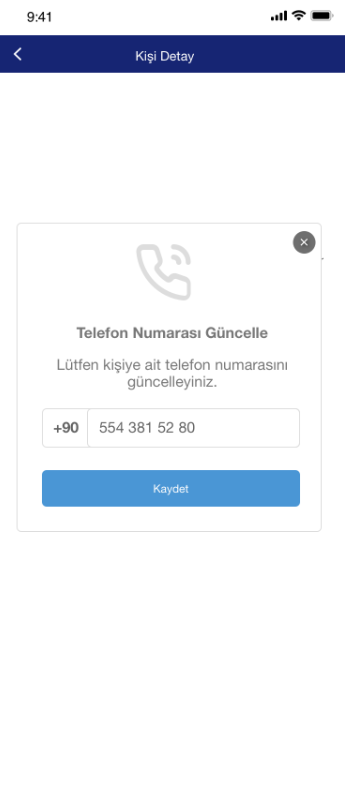 9:41
Kişi Detay
Telefon Numarası Güncelle
Lütfen kişiye ait telefon numarasını
güncelleyiniz.
+90 554 381 52 80
Kaydet